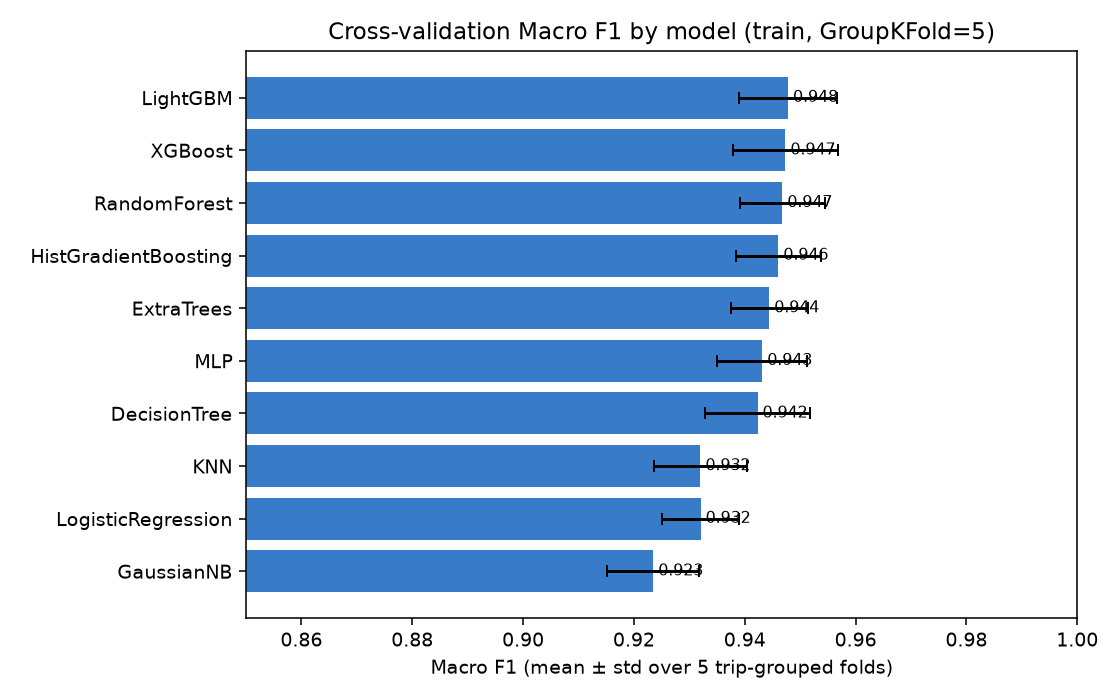 Cross-validation Macro F1 by model (train, GroupKFold=5)
LightGBM 0.948
XGBoost 0.947
RandomForest 0.947
HistGradientBoosting 0.946
ExtraTrees 0.944
MLP 0.943
DecisionTree 0.942
KNN 0.932
LogisticRegression 0.932
GaussianNB 0.923
0.86 0.88 0.90 0.92 0.94 0.96 0.98 1.00
Macro F1 (mean ± std over 5 trip-grouped folds)